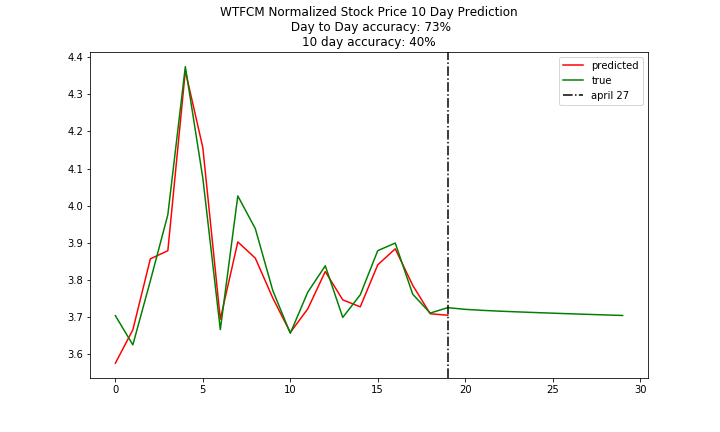 WTFCM Normalized Stock Price 10 Day Prediction
Day to Day accuracy: 73%
10 day accuracy: 40%
4.4
4.3
4.2
4.1
4.0
3.9
3.8
3.7
3.6
predicted
true
april 27
0
5
10
15
20
25
30